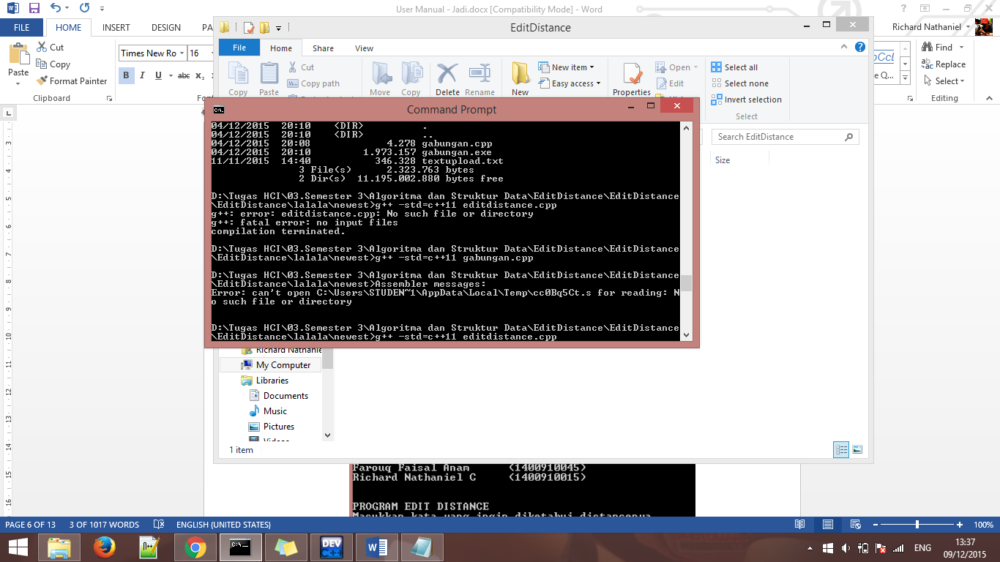 User Manual - Jadi.docx [Compatibility Mode] - Word
FILE
HOME
INSERT
DESIGN
PA
Richard Nathaniel
Paste
Cut
Copy
Format Painter
Clipboard
Times New Ro
16
B I U abc x
Find
Replace
Select
Editing
EditDistance
File
Home
Share
View
Copy
Paste
Cut
Copy path
Move
Copy
Delete
Rename
New
New item
Easy access
Properties
Open
Edit
Select all
Select none
Invert selection
Select
Search EditDistance
Size
Command Prompt
04/12/2015  20:10    <DIR>          .
04/12/2015  20:10    <DIR>          ..
04/12/2015  20:08             4.278 gabungan.cpp
04/12/2015  20:10         1.973.157 gabungan.exe
11/11/2015  14:40           346.328 textupload.txt
3 File(s)      2.323.763 bytes
2 Dir(s)  11.195.002.880 bytes free
D:\Tugas HCI\03.Semester 3\Algoritma dan Struktur Data\EditDistance\EditDistance
\EditDistance\lalala\newest>g++ -std=c++11 editdistance.cpp
g++: error: editdistance.cpp: No such file or directory
g++: fatal error: no input files
compilation terminated.
D:\Tugas HCI\03.Semester 3\Algoritma dan Struktur Data\EditDistance\EditDistance
\EditDistance\lalala\newest>g++ -std=c++11 gabungan.cpp
D:\Tugas HCI\03.Semester 3\Algoritma dan Struktur Data\EditDistance\EditDistance
\EditDistance\lalala\newest>Assembler messages:
Error: can't open C:\Users\STUDEN~1\AppData\Local\Temp\cc0Bq5Ct.s for reading: N
o such file or directory
D:\Tugas HCI\03.Semester 3\Algoritma dan Struktur Data\EditDistance\EditDistance
\EditDistance\lalala\newest>g++ -std=c++11 editdistance.cpp
Richard Nathanie
My Computer
Libraries
Documents
Music
Pictures
Videos
1 item
Farouq Faisal Anam      (1400910045)
Richard Nathaniel C     (1400910015)
PROGRAM EDIT DISTANCE
Masukkan kata yang ingin diketahui distancenya
PAGE 6 OF 13
3 OF 1017 WORDS
ENGLISH (UNITED STATES)
100%
DEV
C++
ENG
13:37
09/12/2015